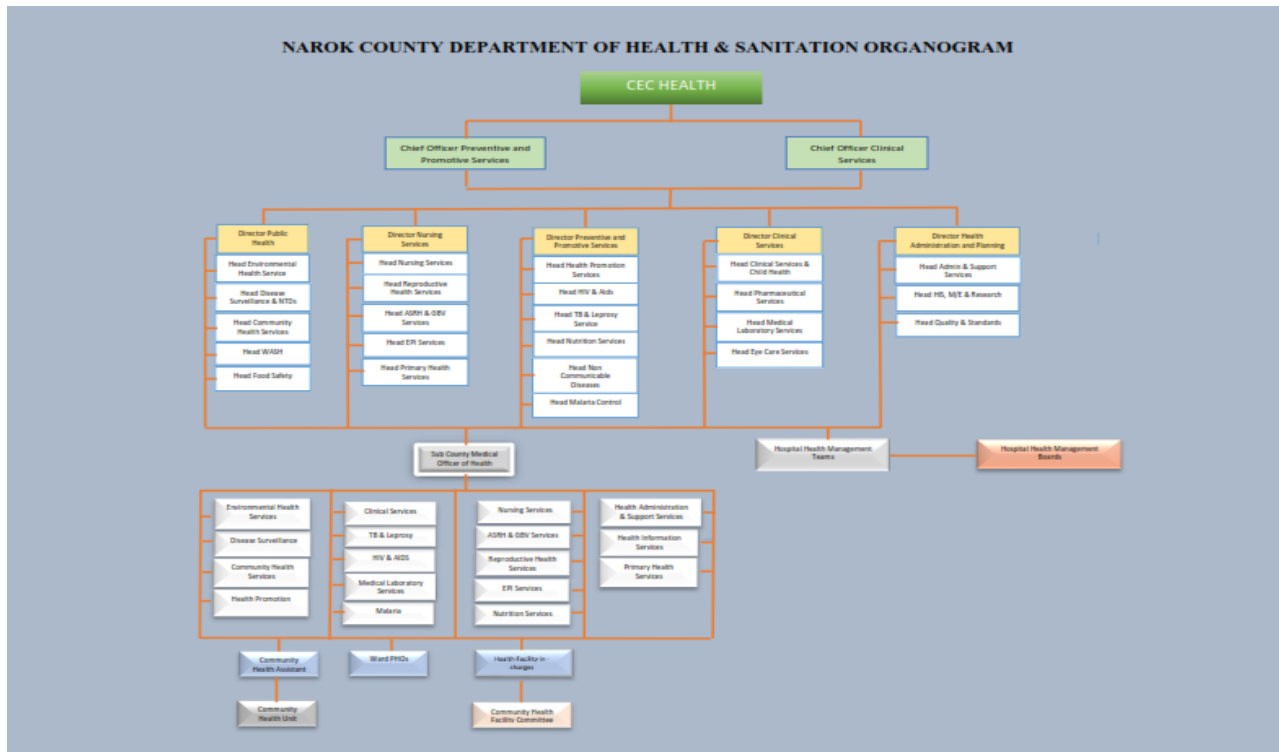 NAROK COUNTY DEPARTMENT OF HEALTH & SANITATION ORGANOGRAM
CEC HEALTH
Chief Officer Preventive and
Promotive Services
Chief Officer Clinical
Services
Director Public
Health
Head Environmental
Health Service
Head Disease
Surveillance & NTDs
Head Community
Health Services
Head WASH
Head Food Safety
Director Nursing
Services
Head Nursing Services
Head Reproductive
Health Services
Head ASRH & GBV
Services
Head EPI Services
Head Primary Health
Services
Director Preventive and
Promotive Services
Head Health Promotion
Services
Head HIV & Aids
Head TB & Leprosy
Service
Head Nutrition Services
Head Non
Communicable
Diseases
Head Malaria Control
Director Clinical
Services
Head Clinical Services &
Child Health
Head Pharmaceutical
Services
Head Medical
Laboratory Services
Head Eye Care Services
Director Health
Administration and Planning
Head Admin & Support
Services
Head HIS, M/E & Research
Head Quality & Standards
Sub County Medical
Officer of Health
Hospital Health Management
Teams
Hospital Health Management
Boards
Environmental Health
Services
Disease Surveillance
Community Health
Services
Health Promotion
Clinical Services
TB & Leprosy
HIV & AIDS
Medical Laboratory
Services
Malaria
Nursing Services
ASRH & GBV Services
Reproductive Health
Services
EPI Services
Nutrition Services
Health Administration
& Support Services
Health Information
Services
Primary Health
Services
Community
Health Assistant
Ward PHOs
Health Facility In -
charges
Community
Health Unit
Community Health
Facility Committee